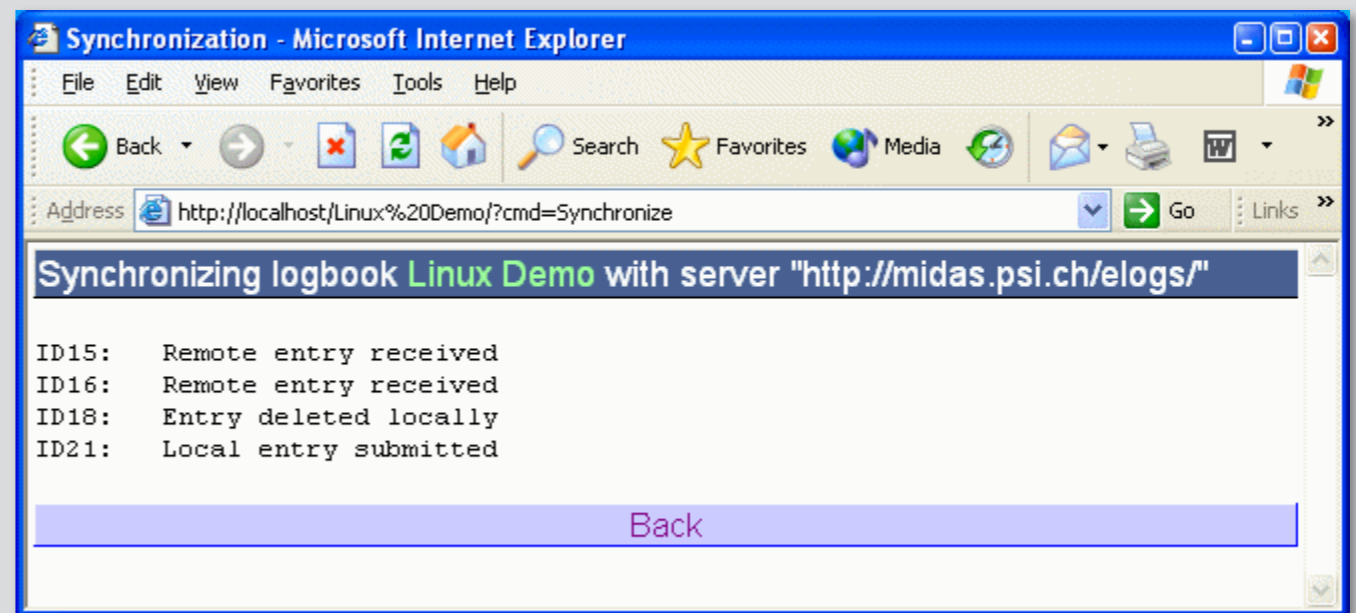 Synchronization - Microsoft Internet Explorer
File Edit View Favorites Tools Help
Back Search Favorites Media W »
Address http://localhost/Linux%20Demo/?cmd=Synchronize Go Links »
Synchronizing logbook Linux Demo with server "http://midas.psi.ch/elogs/"
ID15: Remote entry received
ID16: Remote entry received
ID18: Entry deleted locally
ID21: Local entry submitted
Back